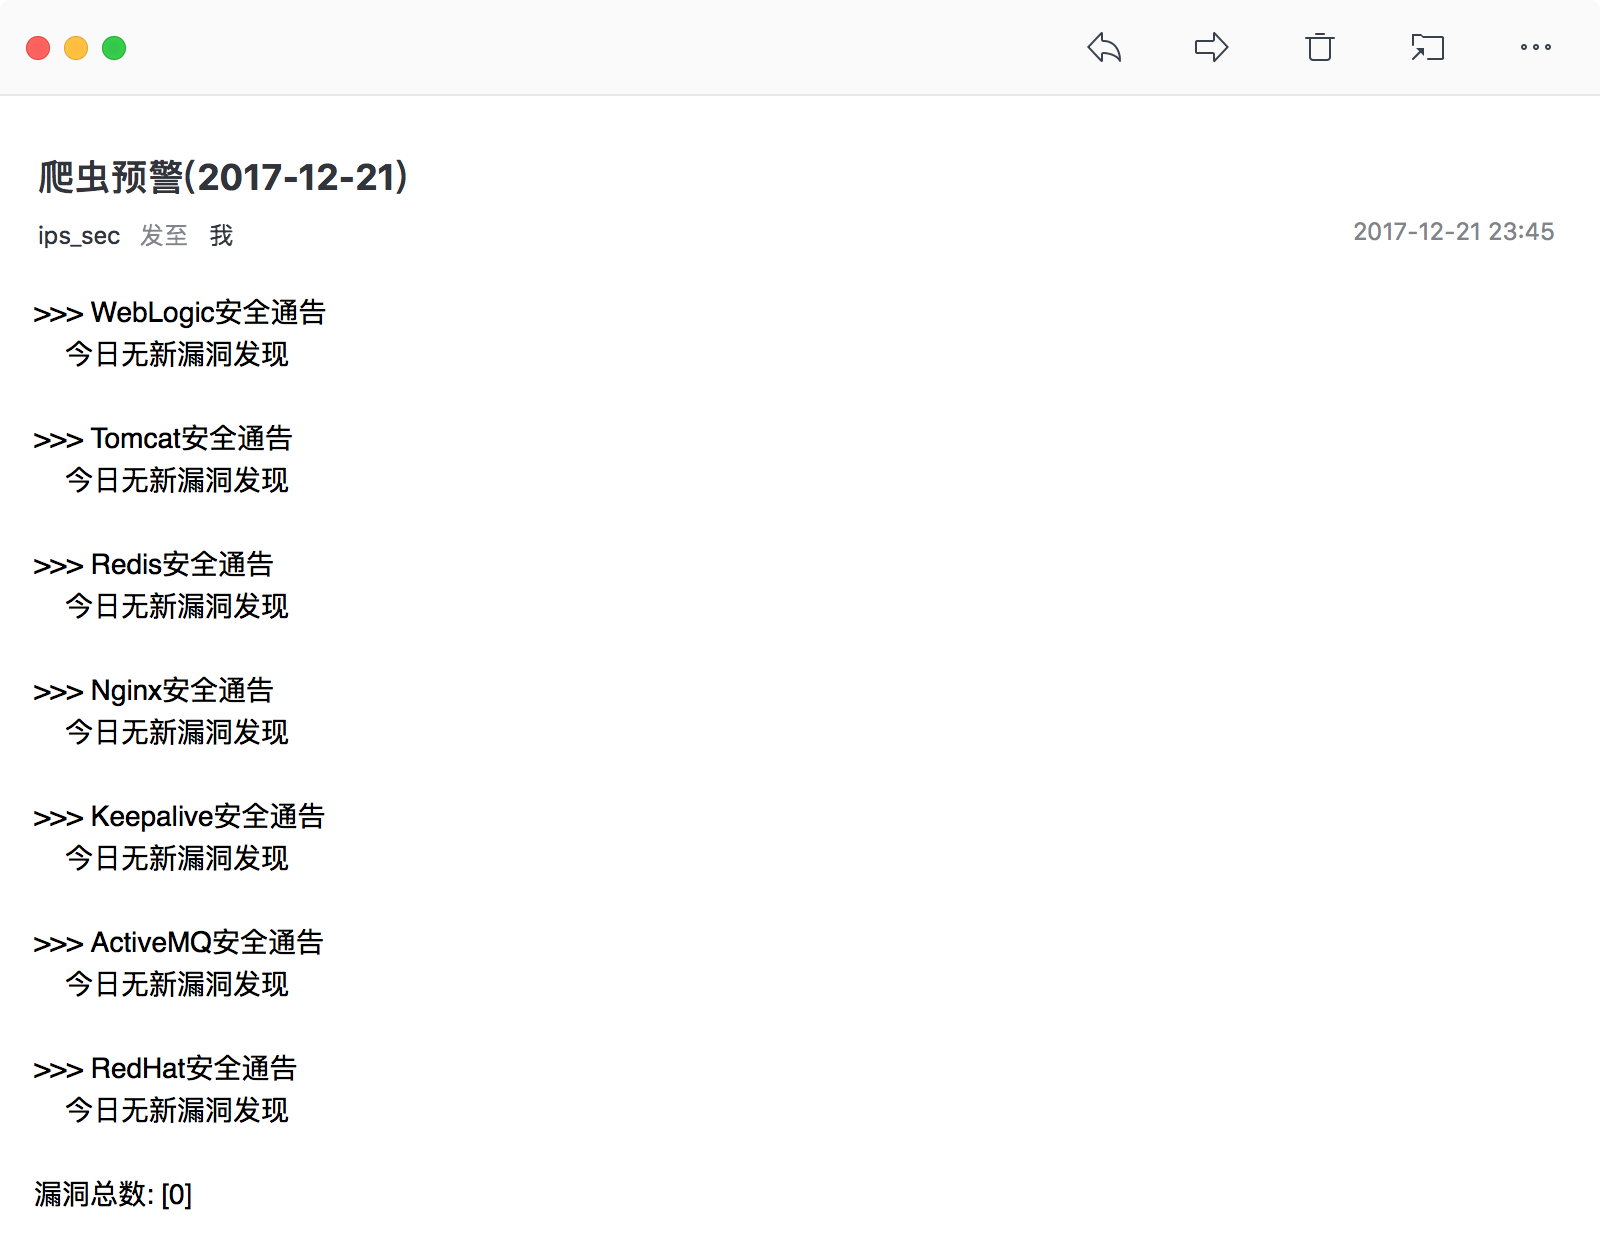 爬虫预警(2017-12-21)
ips_sec 发至 我
2017-12-21 23:45
>>> WebLogic安全通告
今日无新漏洞发现
>>> Tomcat安全通告
今日无新漏洞发现
>>> Redis安全通告
今日无新漏洞发现
>>> Nginx安全通告
今日无新漏洞发现
>>> Keepalive安全通告
今日无新漏洞发现
>>> ActiveMQ安全通告
今日无新漏洞发现
>>> RedHat安全通告
今日无新漏洞发现
漏洞总数: [0]